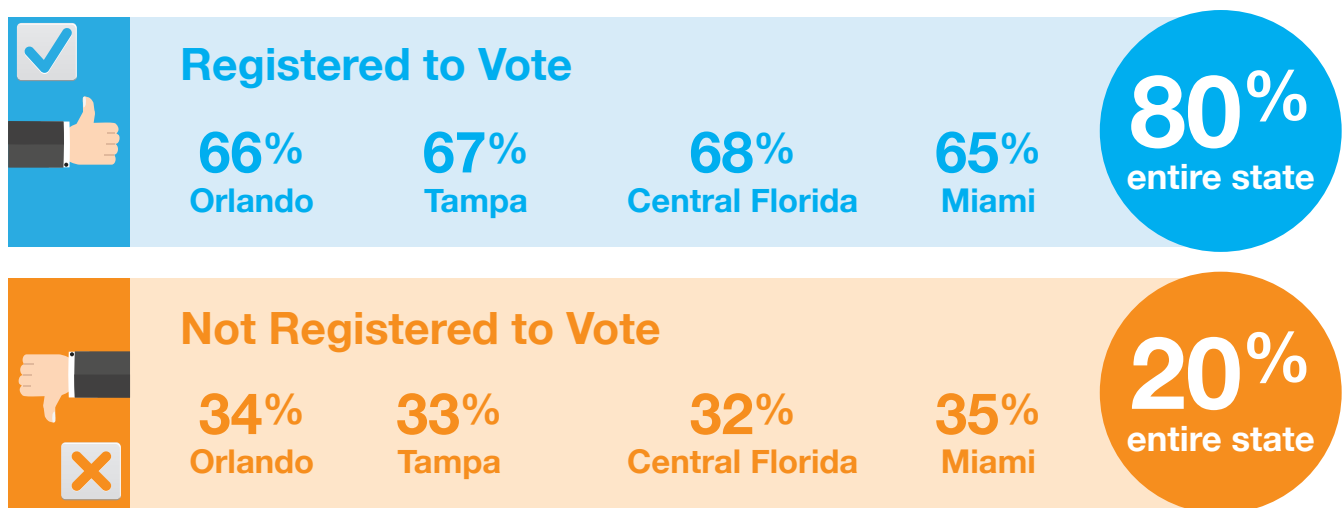 Registered to Vote
66% 67% 68% 65%
Orlando Tampa Central Florida Miami
80%
entire state
Not Registered to Vote
34% 33% 32% 35%
Orlando Tampa Central Florida Miami
20%
entire state